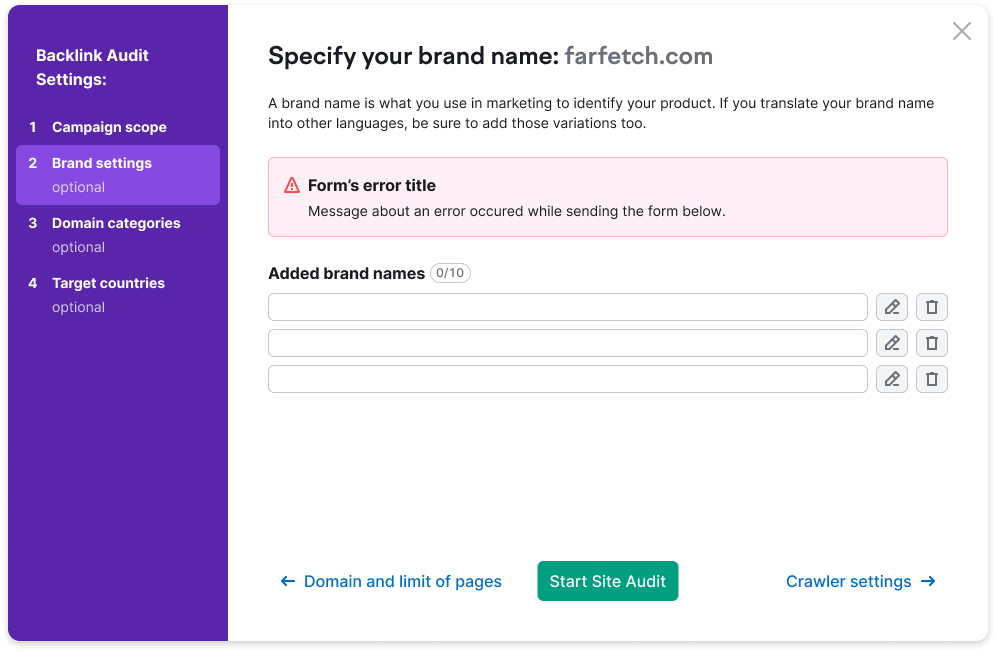 Backlink Audit
Settings:
1 Campaign scope
2 Brand settings
optional
3 Domain categories
optional
4 Target countries
optional
Specify your brand name: farfetch.com
A brand name is what you use in marketing to identify your product. If you translate your brand name
into other languages, be sure to add those variations too.
Form’s error title
Message about an error occured while sending the form below.
Added brand names 0/10
← Domain and limit of pages
Start Site Audit
Crawler settings →